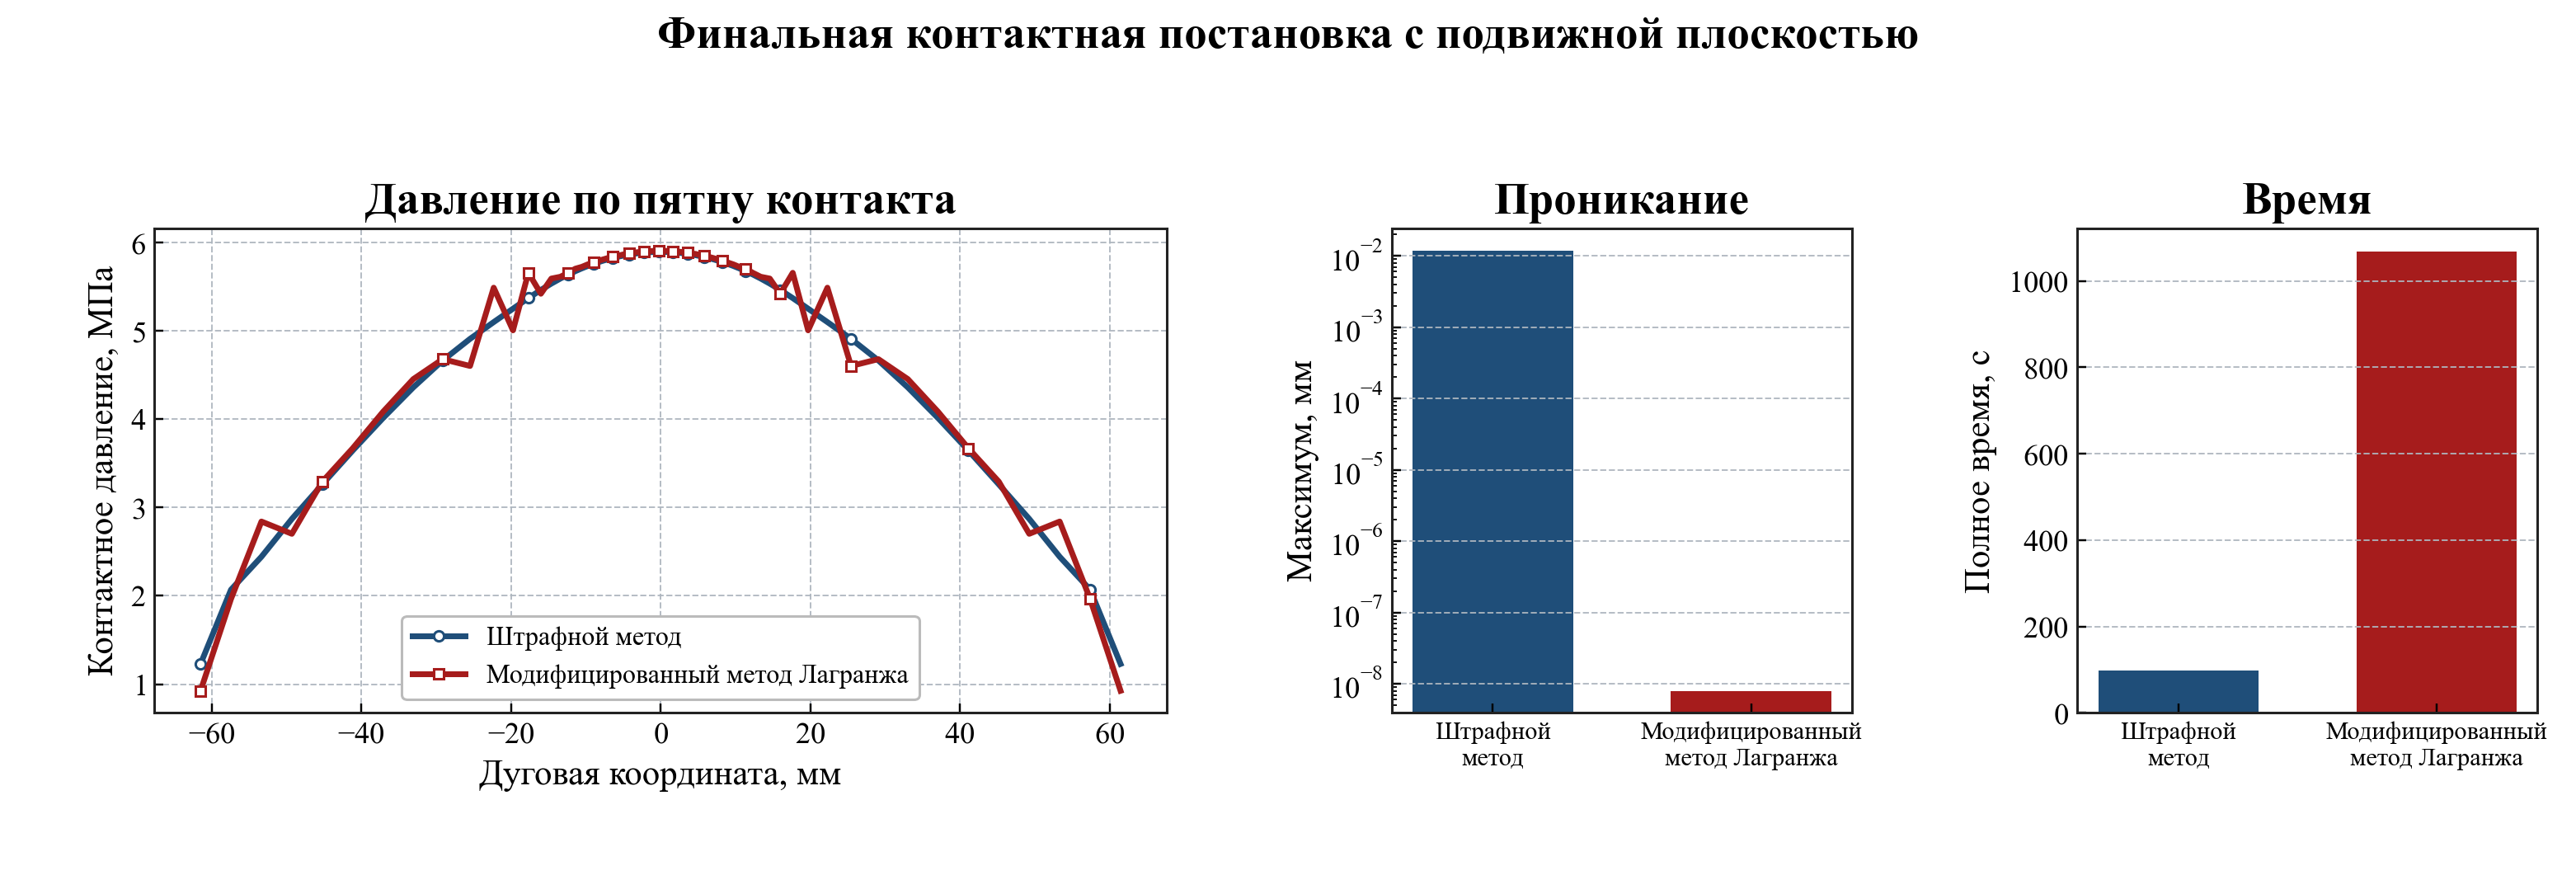 Финальная контактная постановка с подвижной плоскостью
Давление по пятну контакта
Контактное давление, МПа
6
5
4
3
2
1
−60
−40
−20
0
20
40
60
Дуговая координата, мм
Штрафной метод
Модифицированный метод Лагранжа
Проникание
Максимум, мм
10⁻²
10⁻³
10⁻⁴
10⁻⁵
10⁻⁶
10⁻⁷
10⁻⁸
Штрафной
метод
Модифицированный
метод Лагранжа
Время
Полное время, с
1000
800
600
400
200
0
Штрафной
метод
Модифицированный
метод Лагранжа